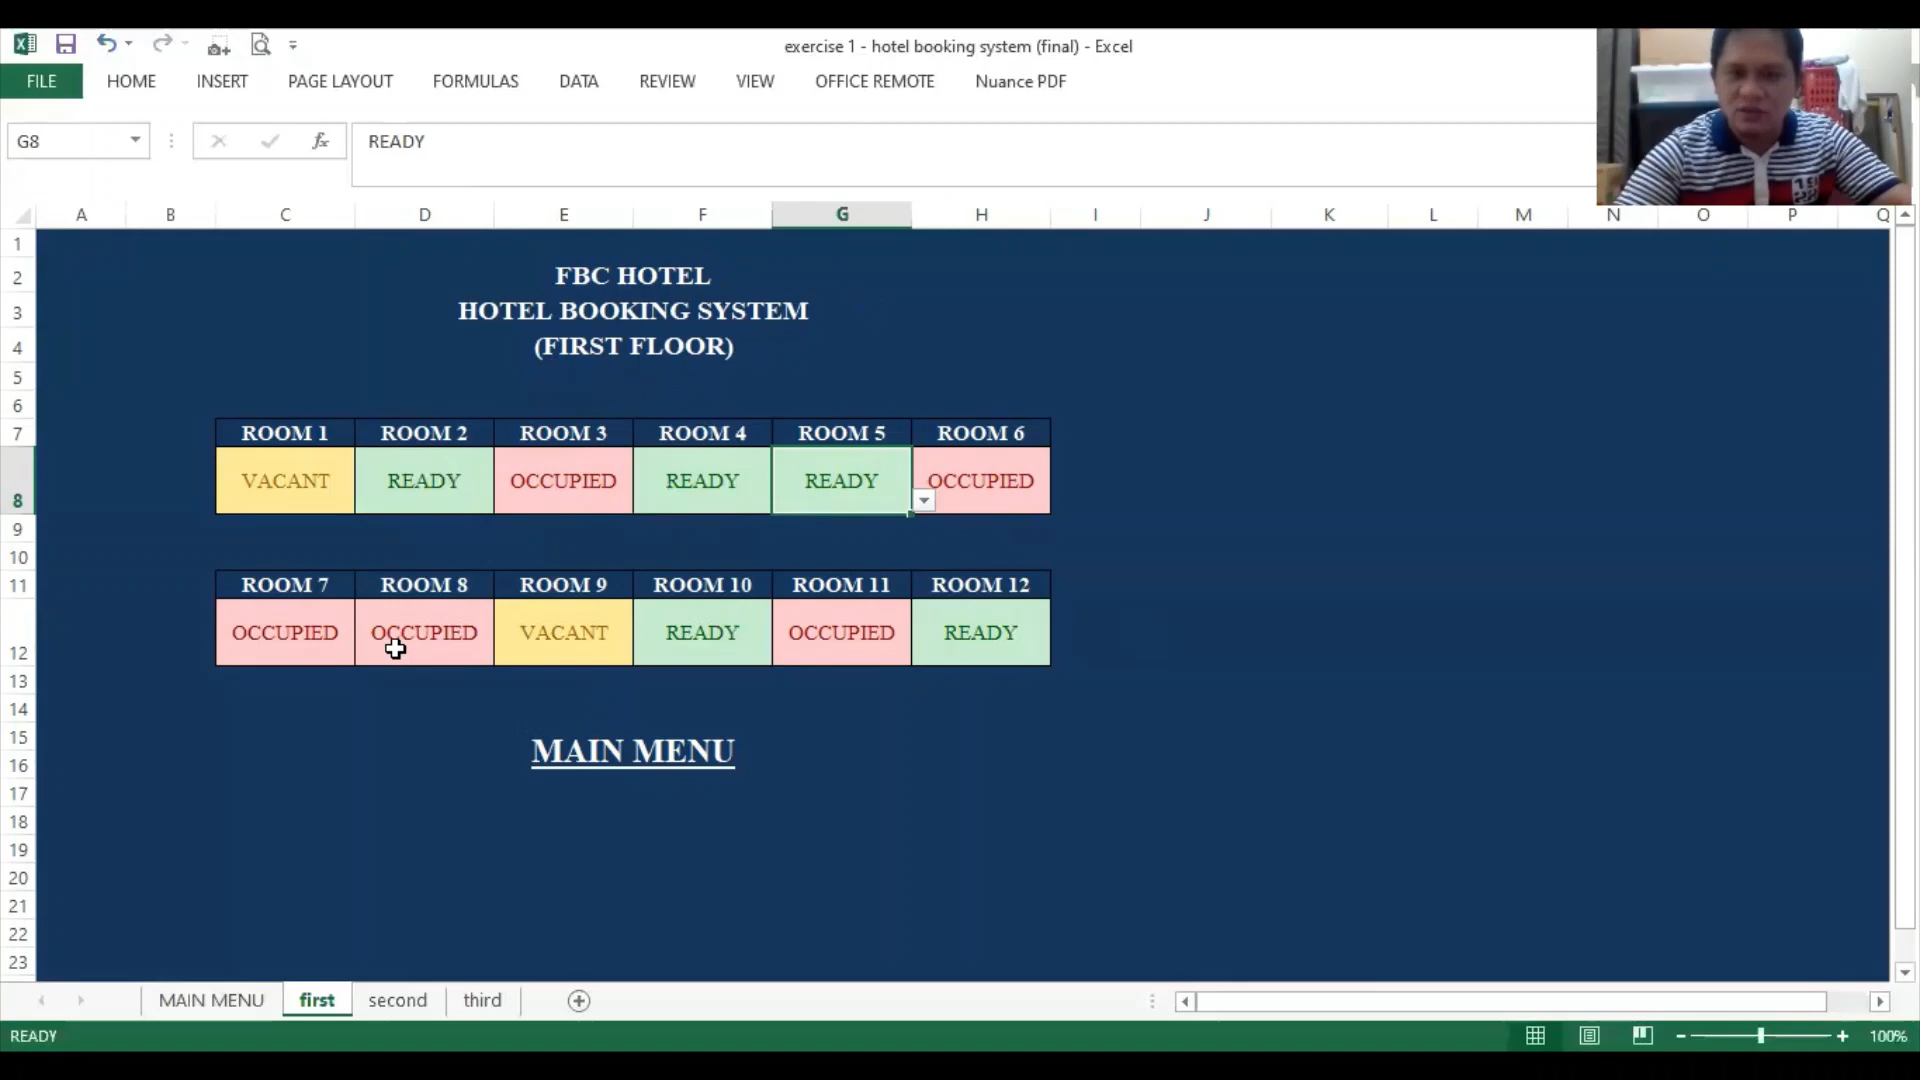 exercise 1 - hotel booking system (final) - Excel
FILE HOME INSERT PAGE LAYOUT FORMULAS DATA REVIEW VIEW OFFICE REMOTE Nuance PDF
G8 fx READY
A B C D E F G H I J K L M N O P Q
1
2 FBC HOTEL
3 HOTEL BOOKING SYSTEM
4 (FIRST FLOOR)
5
6
7 ROOM 1 ROOM 2 ROOM 3 ROOM 4 ROOM 5 ROOM 6
8 VACANT READY OCCUPIED READY READY OCCUPIED
9
10
11 ROOM 7 ROOM 8 ROOM 9 ROOM 10 ROOM 11 ROOM 12
12 OCCUPIED OCCUPIED VACANT READY OCCUPIED READY
13
14
15 MAIN MENU
16
17
18
19
20
21
22
23
MAIN MENU first second third
READY 100%